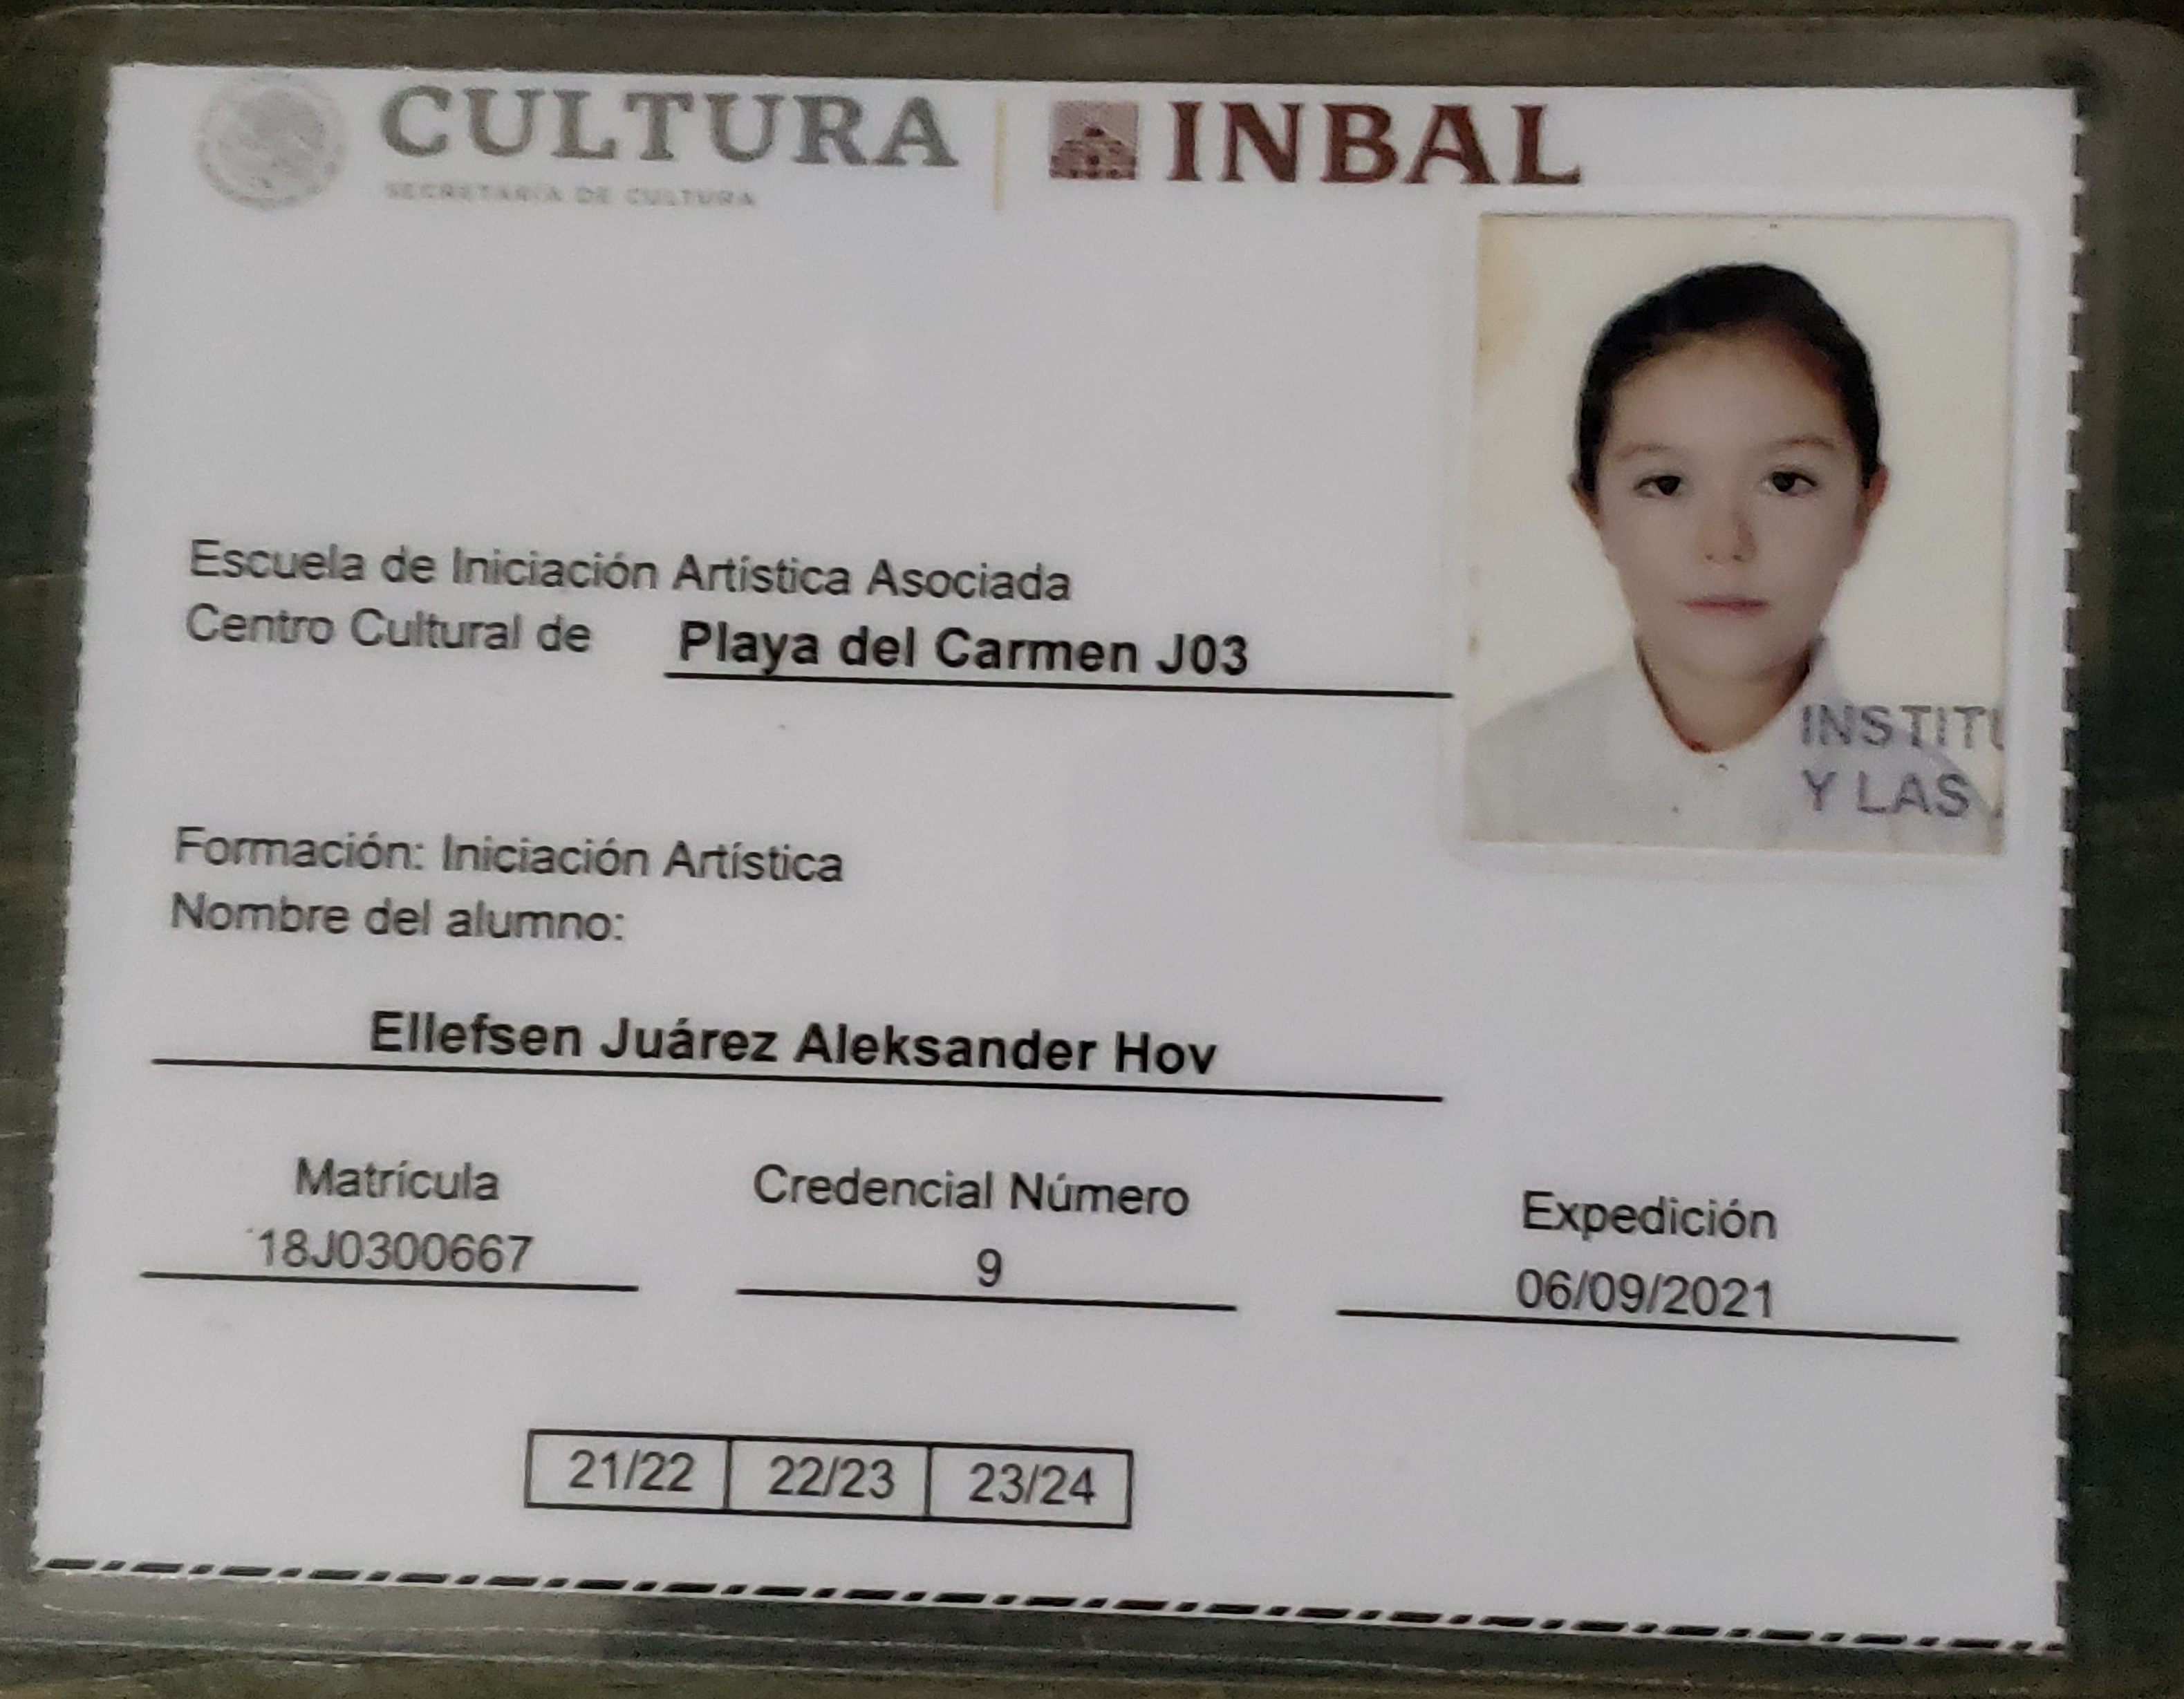 CULTURA
SECRETARÍA DE CULTURA
INBAL
Escuela de Iniciación Artística Asociada
Centro Cultural de Playa del Carmen J03
INSTITU
Y LAS
Formación: Iniciación Artística
Nombre del alumno:
Ellefsen Juárez Aleksander Hov
Matrícula Credencial Número Expedición
18J0300667 9 06/09/2021
21/22 22/23 23/24